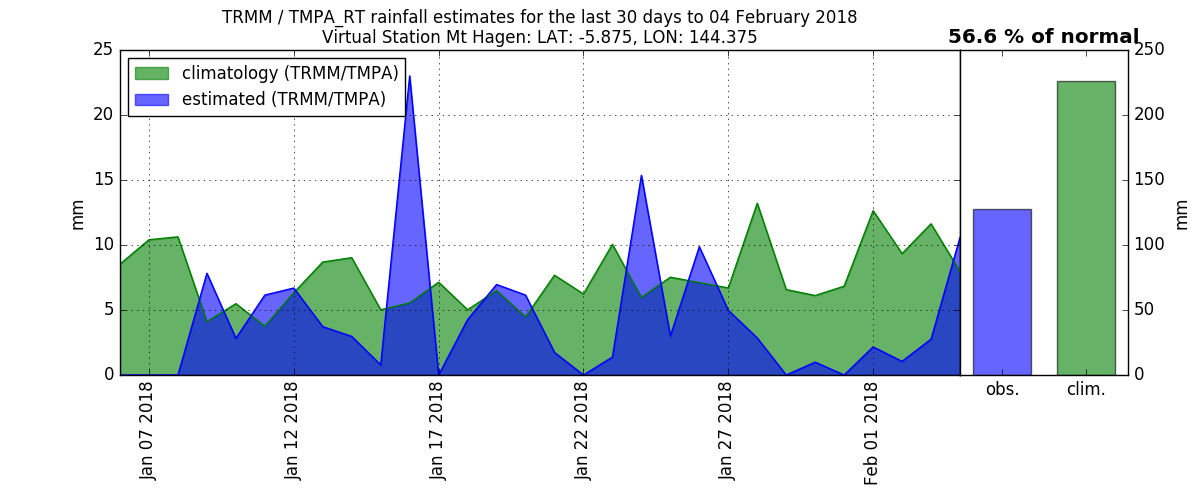 TRMM / TMPA_RT rainfall estimates for the last 30 days to 04 February 2018
Virtual Station Mt Hagen: LAT: -5.875, LON: 144.375
56.6 % of normal
climatology (TRMM/TMPA)
estimated (TRMM/TMPA)
25
20
15
10
5
0
mm
Jan 07 2018
Jan 12 2018
Jan 17 2018
Jan 22 2018
Jan 27 2018
Feb 01 2018
obs.
clim.
250
200
150
100
50
0
mm